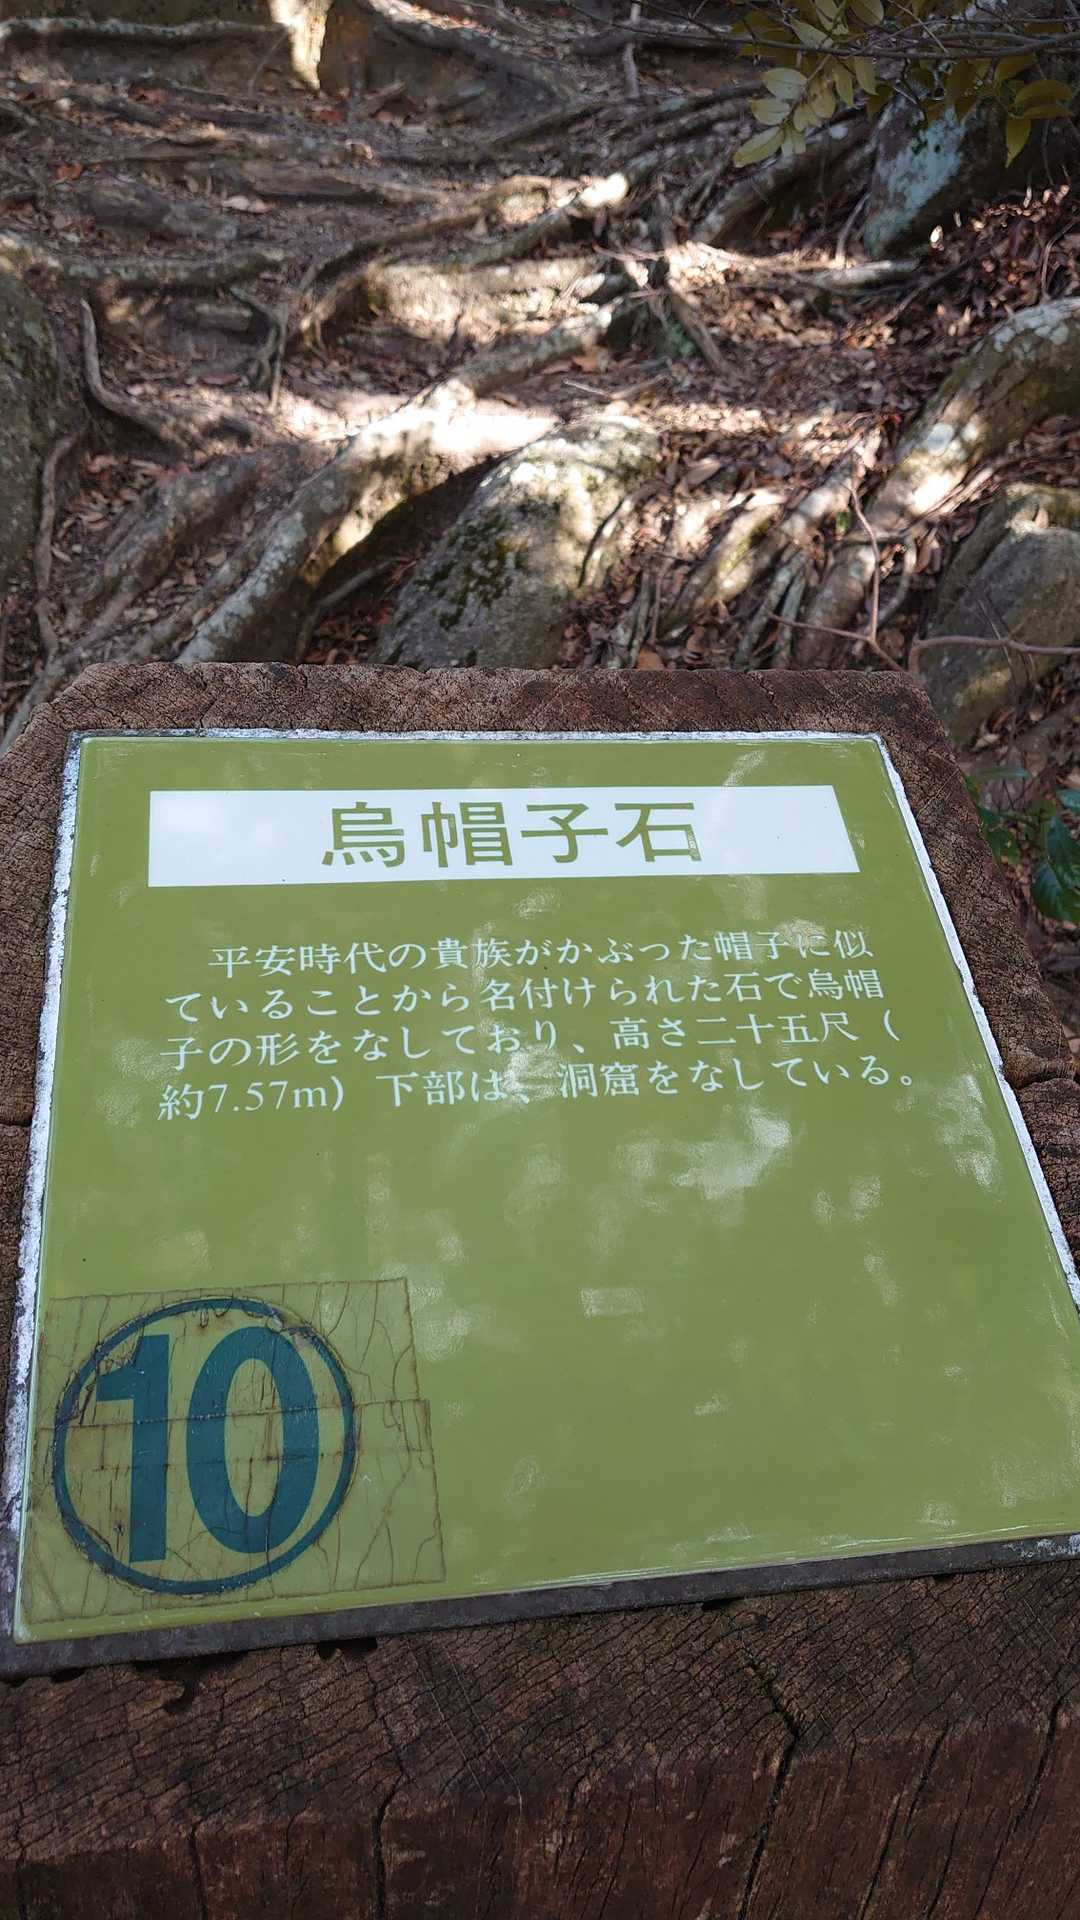 烏帽子石
平安時代の貴族がかぶった帽子に似
ていることから名付けられた石で烏帽
子の形をなしており、高さ二十五尺（
約7.57m）下部は、洞窟をなしている。
10